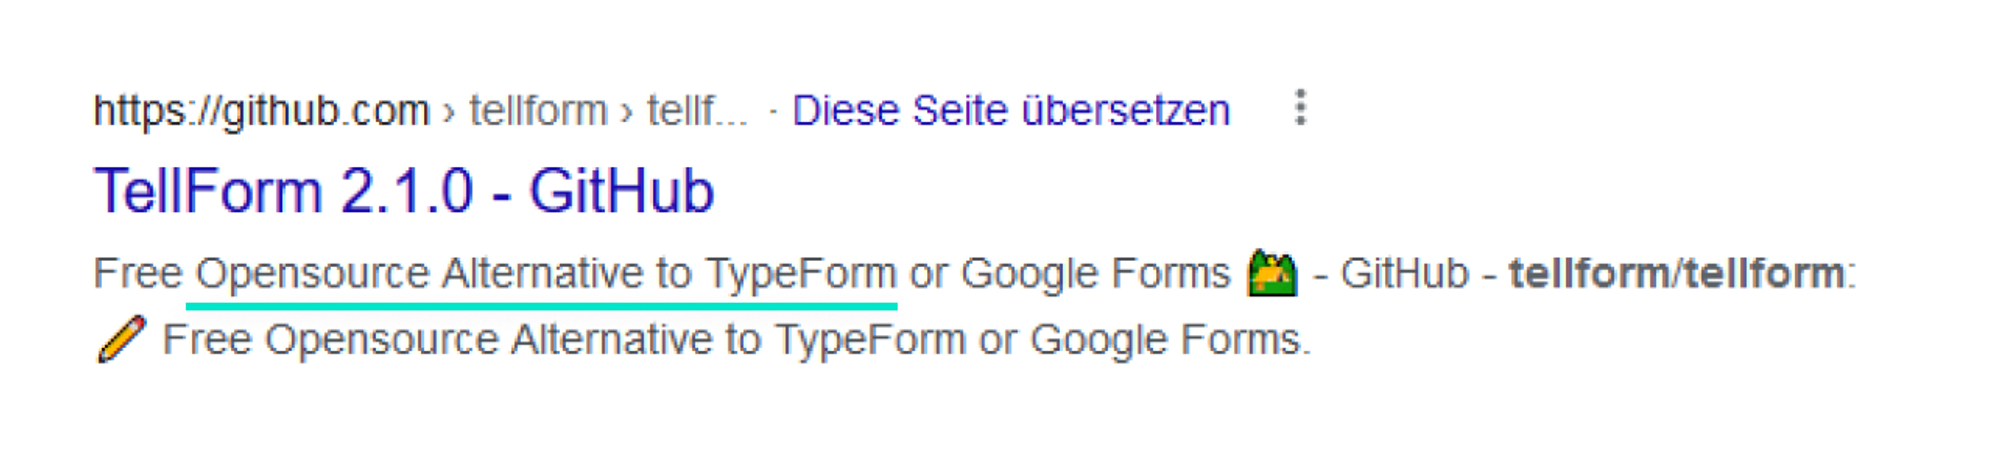 https://github.com › tellform › tellf... · Diese Seite übersetzen
TellForm 2.1.0 - GitHub
Free Opensource Alternative to TypeForm or Google Forms 🏕 - GitHub - tellform/tellform:
✏️ Free Opensource Alternative to TypeForm or Google Forms.